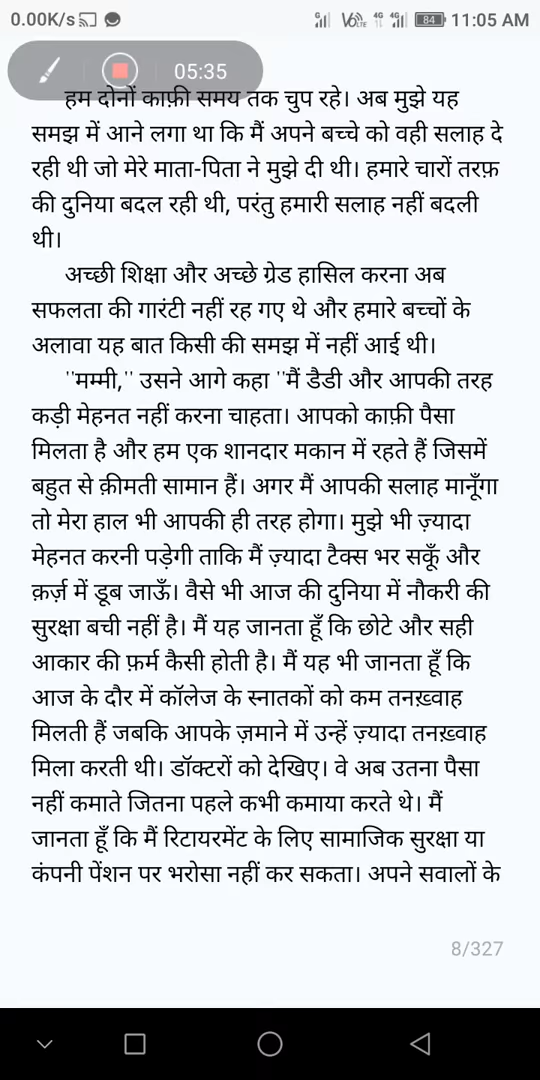 0.00K/s 84 11:05 AM
05:35
हम दोनों काफ़ी समय तक चुप रहे। अब मुझे यह
समझ में आने लगा था कि मैं अपने बच्चे को वही सलाह दे
रही थी जो मेरे माता-पिता ने मुझे दी थी। हमारे चारों तरफ़
की दुनिया बदल रही थी, परंतु हमारी सलाह नहीं बदली
थी।
अच्छी शिक्षा और अच्छे ग्रेड हासिल करना अब
सफलता की गारंटी नहीं रह गए थे और हमारे बच्चों के
अलावा यह बात किसी की समझ में नहीं आई थी।
''मम्मी,'' उसने आगे कहा ''मैं डैडी और आपकी तरह
कड़ी मेहनत नहीं करना चाहता। आपको काफ़ी पैसा
मिलता है और हम एक शानदार मकान में रहते हैं जिसमें
बहुत से क़ीमती सामान हैं। अगर मैं आपकी सलाह मानूँगा
तो मेरा हाल भी आपकी ही तरह होगा। मुझे भी ज़्यादा
मेहनत करनी पड़ेगी ताकि मैं ज़्यादा टैक्स भर सकूँ और
क़र्ज़ में डूब जाऊँ। वैसे भी आज की दुनिया में नौकरी की
सुरक्षा बची नहीं है। मैं यह जानता हूँ कि छोटे और सही
आकार की फ़र्म कैसी होती है। मैं यह भी जानता हूँ कि
आज के दौर में कॉलेज के स्नातकों को कम तनख़्वाह
मिलती हैं जबकि आपके ज़माने में उन्हें ज़्यादा तनख़्वाह
मिला करती थी। डॉक्टरों को देखिए। वे अब उतना पैसा
नहीं कमाते जितना पहले कभी कमाया करते थे। मैं
जानता हूँ कि मैं रिटायरमेंट के लिए सामाजिक सुरक्षा या
कंपनी पेंशन पर भरोसा नहीं कर सकता। अपने सवालों के
8/327